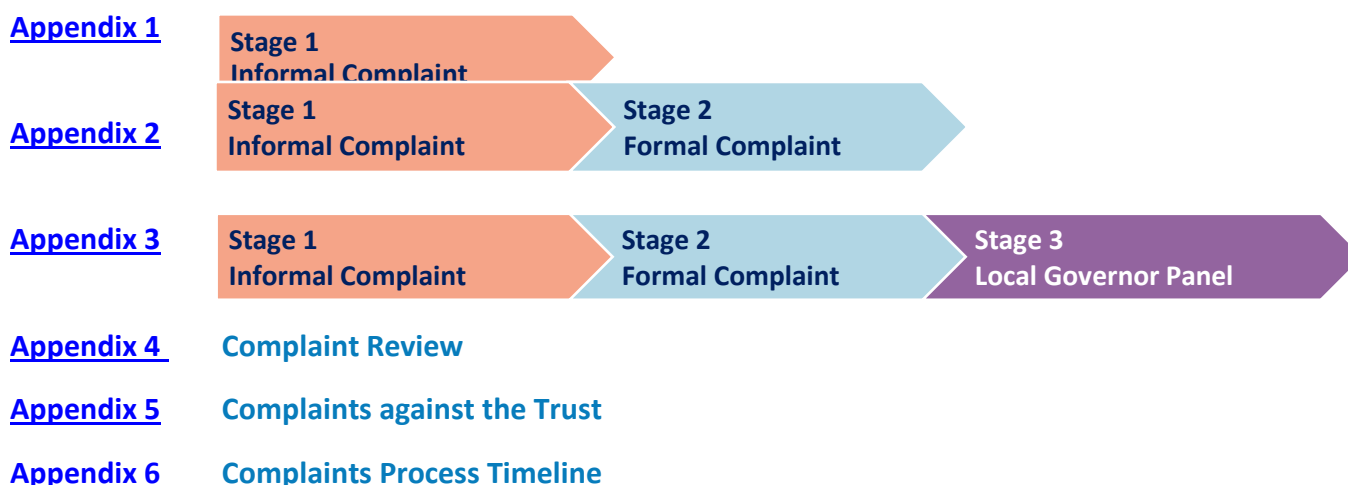 Appendix 1
Stage 1
Informal Complaint
Appendix 2
Stage 1
Informal Complaint
Stage 2
Formal Complaint
Appendix 3
Stage 1
Informal Complaint
Stage 2
Formal Complaint
Stage 3
Local Governor Panel
Appendix 4 Complaint Review
Appendix 5 Complaints against the Trust
Appendix 6 Complaints Process Timeline